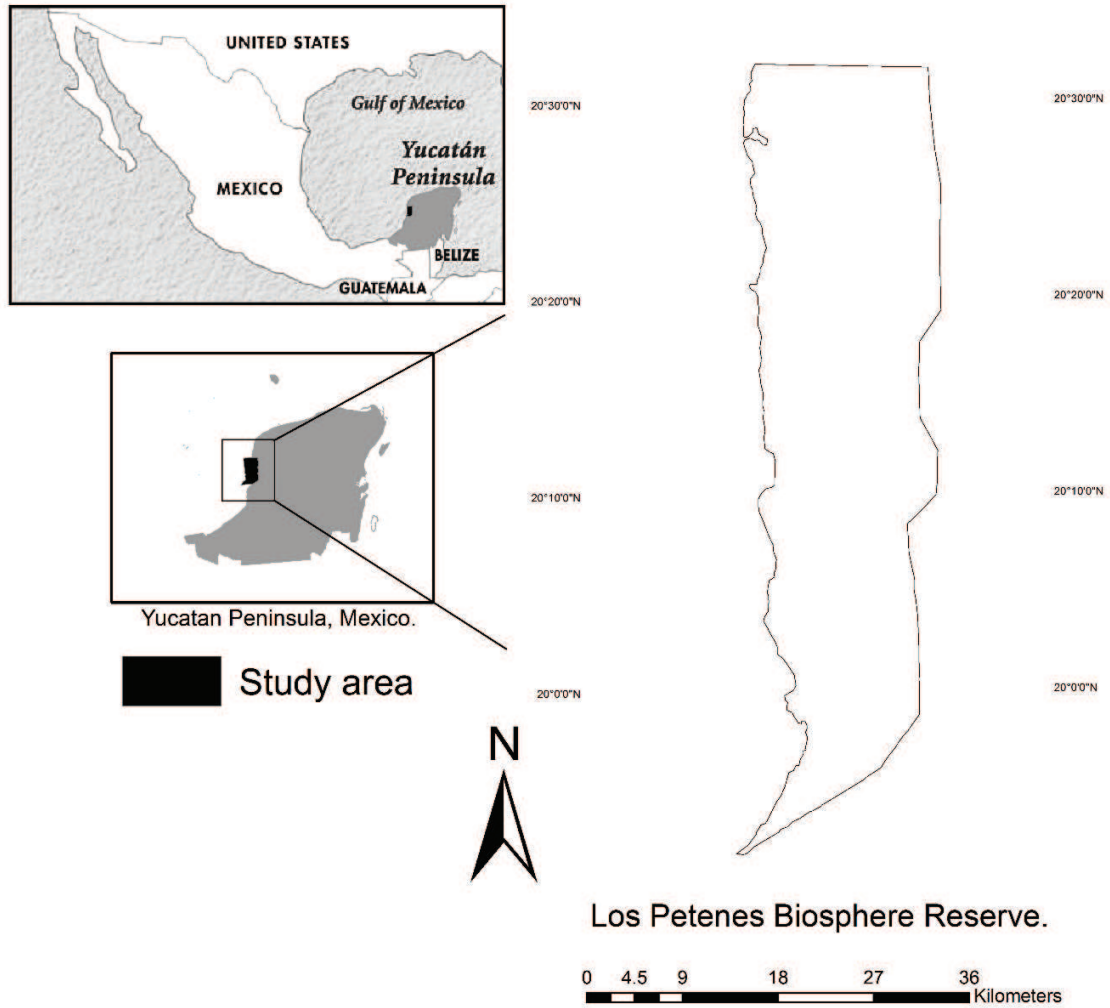 UNITED STATES
Gulf of Mexico
Yucatán
Peninsula
MEXICO
BELIZE
GUATEMALA
Yucatan Peninsula, Mexico.
Study area
N
20°30'0"N
20°20'0"N
20°10'0"N
20°0'0"N
20°30'0"N
20°20'0"N
20°10'0"N
20°0'0"N
Los Petenes Biosphere Reserve.
0 4.5 9 18 27 36
Kilometers